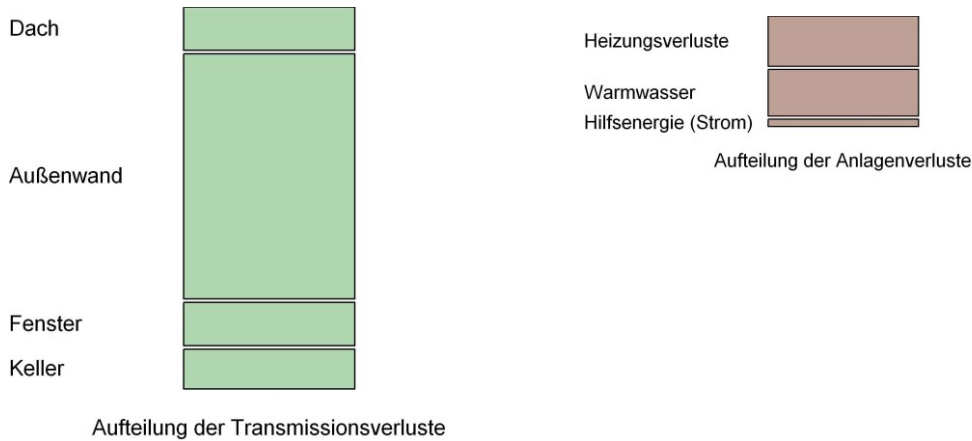 Dach
Außenwand
Fenster
Keller
Aufteilung der Transmissionsverluste
Heizungsverluste
Warmwasser
Hilfsenergie (Strom)
Aufteilung der Anlagenverluste